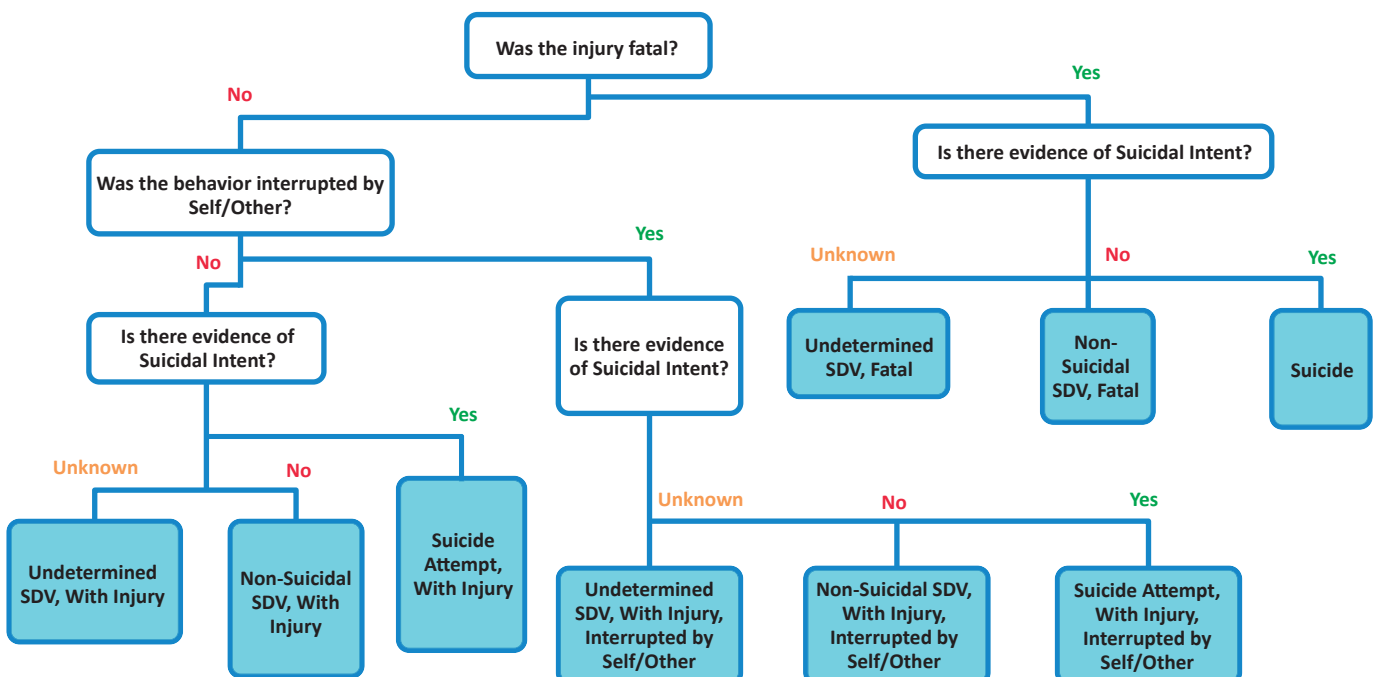 Was the injury fatal?
No
Yes
Was the behavior interrupted by
Self/Other?
Is there evidence of Suicidal Intent?
No
Yes
Unknown
No
Yes
Is there evidence of
Suicidal Intent?
Is there evidence
of Suicidal Intent?
Undetermined
SDV, Fatal
Non-
Suicidal
SDV, Fatal
Suicide
Unknown
No
Yes
Unknown
No
Yes
Undetermined
SDV, With Injury
Non-Suicidal
SDV, With
Injury
Suicide
Attempt,
With Injury
Undetermined
SDV, With Injury,
Interrupted by
Self/Other
Non-Suicidal SDV,
With Injury,
Interrupted by
Self/Other
Suicide Attempt,
With Injury,
Interrupted by
Self/Other